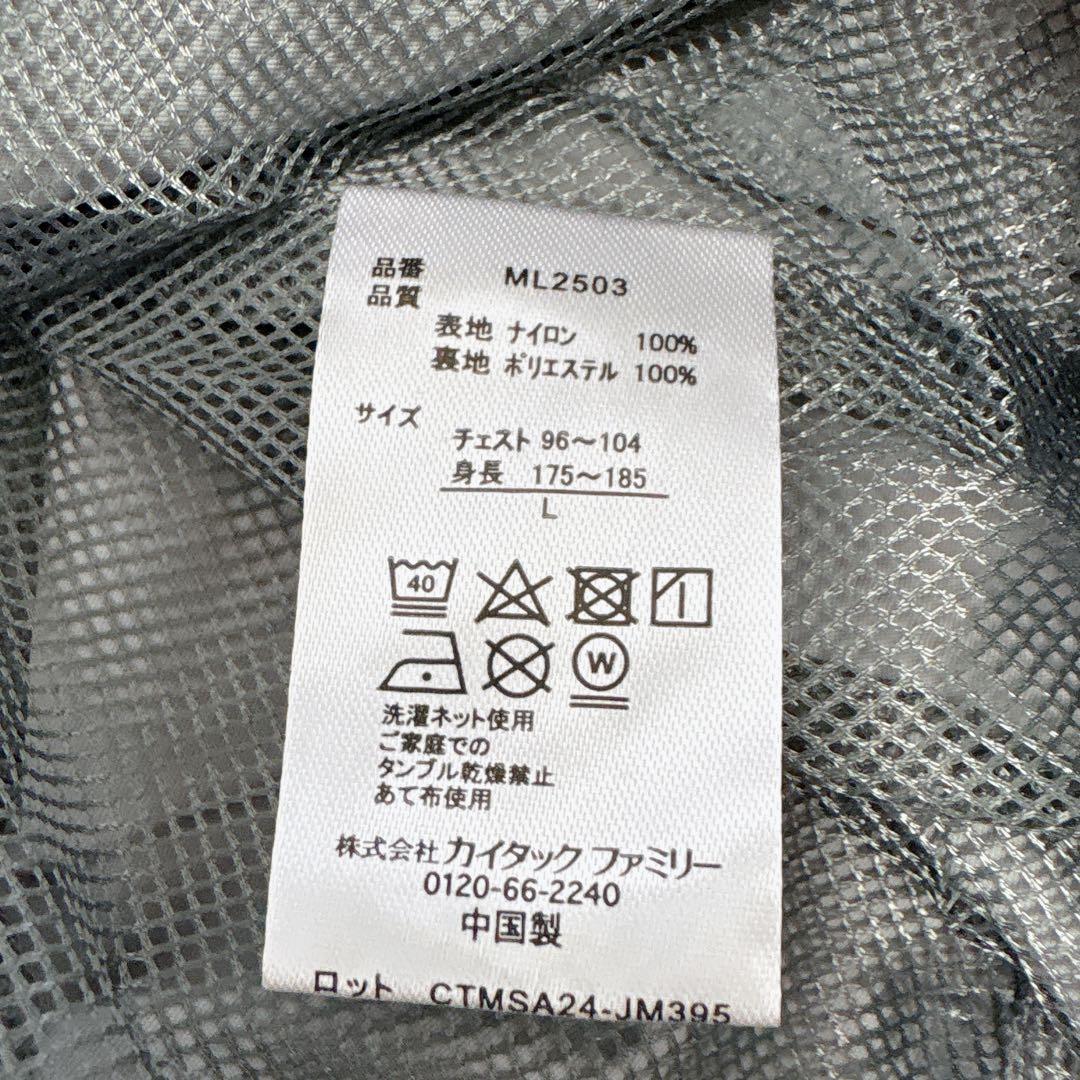 品番 ML2503
品質
表地 ナイロン 100%
裏地 ポリエステル 100%
サイズ
チェスト 96～104
身長 175～185
L
40
W
洗濯ネット使用
ご家庭での
タンブル乾燥禁止
あて布使用
株式会社 カイタック ファミリー
0120-66-2240
中国製
ロット CTMSA24-JM395